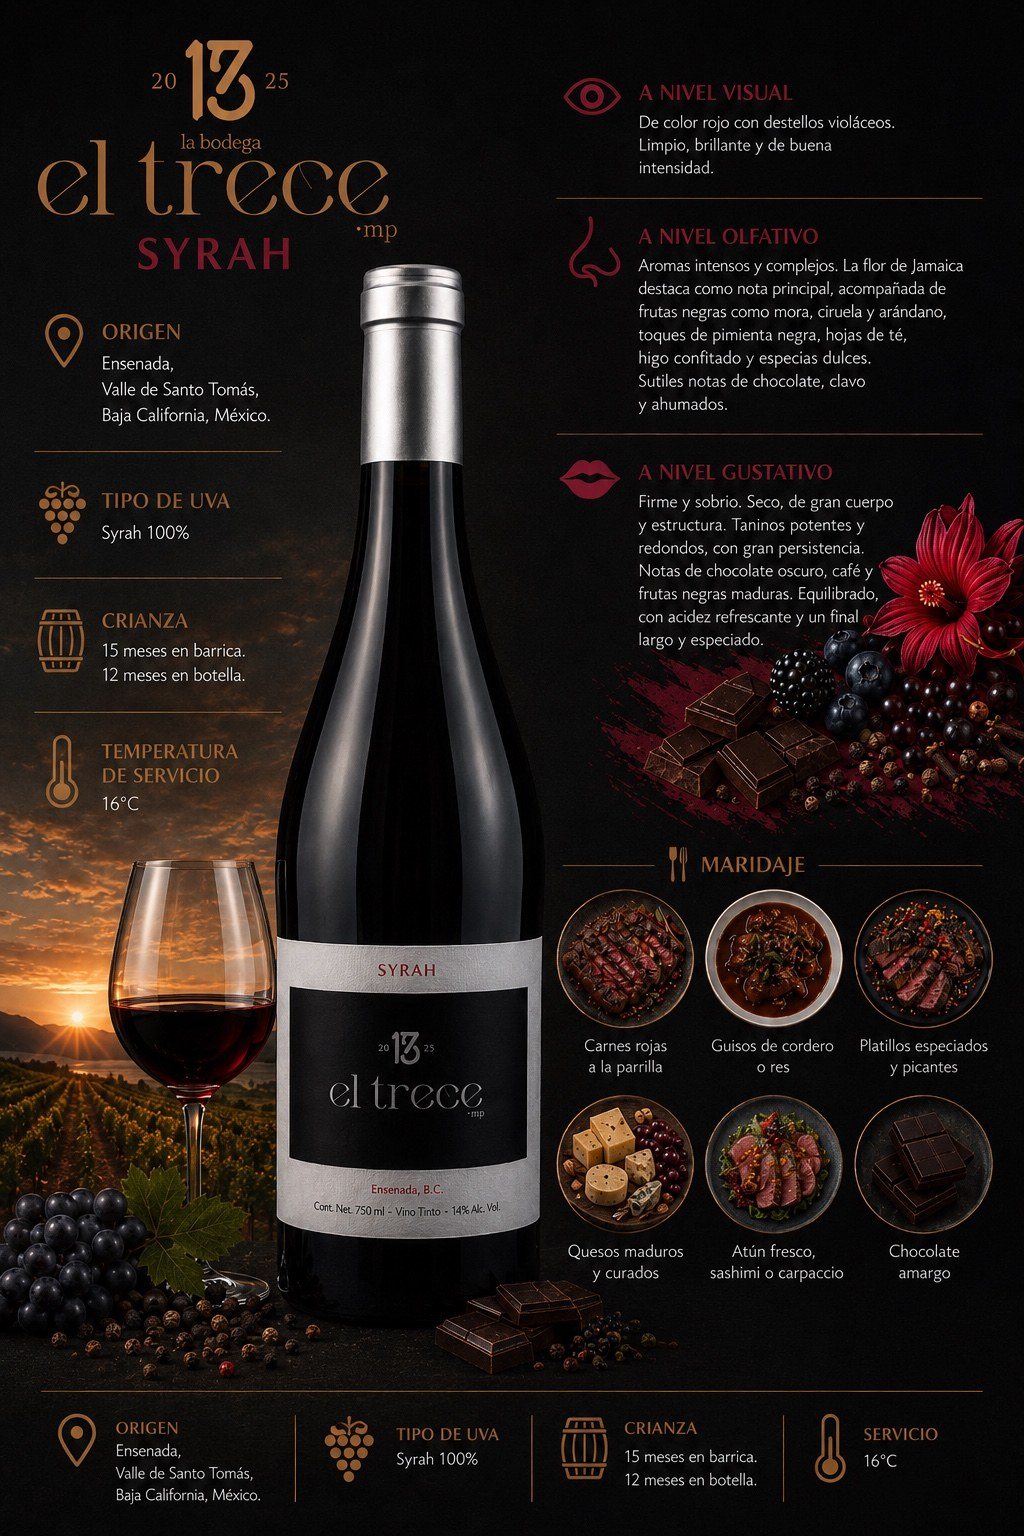 20 13 25
la bodega
el trece
·mp
SYRAH
ORIGEN
Ensenada,
Valle de Santo Tomás,
Baja California, México.
TIPO DE UVA
Syrah 100%
CRIANZA
15 meses en barrica.
12 meses en botella.
TEMPERATURA
DE SERVICIO
16°C
A NIVEL VISUAL
De color rojo con destellos violáceos.
Limpio, brillante y de buena
intensidad.
A NIVEL OLFATIVO
Aromas intensos y complejos. La flor de Jamaica
destaca como nota principal, acompañada de
frutas negras como mora, ciruela y arándano,
toques de pimienta negra, hojas de té,
higo confitado y especias dulces.
Sutiles notas de chocolate, clavo
y ahumados.
A NIVEL GUSTATIVO
Firme y sobrio. Seco, de gran cuerpo
y estructura. Taninos potentes y
redondos, con gran persistencia.
Notas de chocolate oscuro, café y
frutas negras maduras. Equilibrado,
con acidez refrescante y un final
largo y especiado.
SYRAH
20 13 25
el trece
·mp
Ensenada, B.C.
Cont. Net. 750 ml - Vino Tinto - 14% Alc. Vol.
MARIDAJE
Carnes rojas
a la parrilla
Guisos de cordero
o res
Platillos especiados
y picantes
Quesos maduros
y curados
Atún fresco,
sashimi o carpaccio
Chocolate
amargo
ORIGEN
Ensenada,
Valle de Santo Tomás,
Baja California, México.
TIPO DE UVA
Syrah 100%
CRIANZA
15 meses en barrica.
12 meses en botella.
SERVICIO
16°C